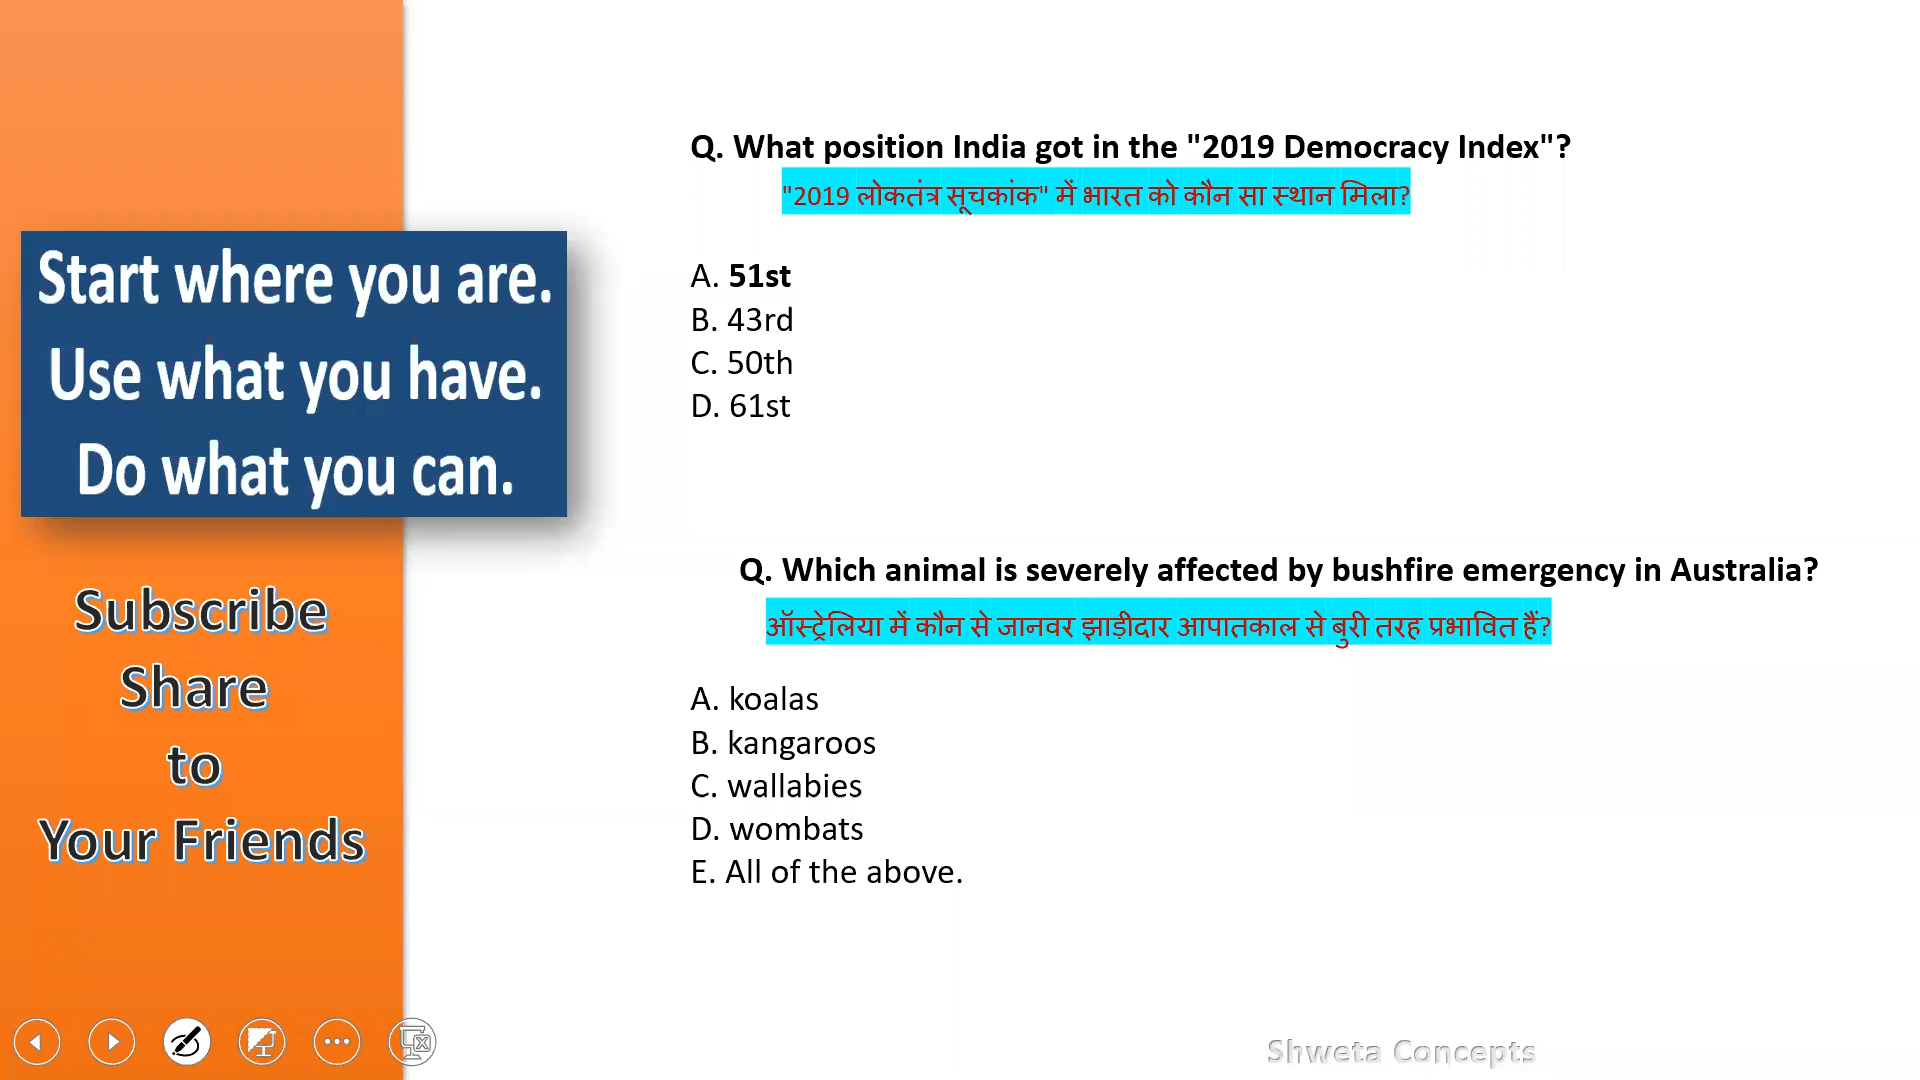 Start where you are.
Use what you have.
Do what you can.
Subscribe
Share
to
Your Friends
Q. What position India got in the "2019 Democracy Index"?
"2019 लोकतंत्र सूचकांक" में भारत को कौन सा स्थान मिला?
A. 51st
B. 43rd
C. 50th
D. 61st
Q. Which animal is severely affected by bushfire emergency in Australia?
ऑस्ट्रेलिया में कौन से जानवर झाड़ीदार आपातकाल से बुरी तरह प्रभावित हैं?
A. koalas
B. kangaroos
C. wallabies
D. wombats
E. All of the above.
Shweta Concepts